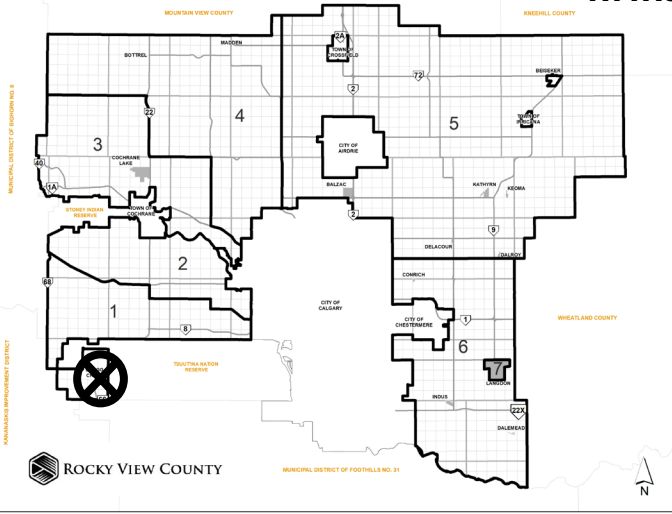 MOUNTAIN VIEW COUNTY
KNEEHILL COUNTY
MADDEN
2A
TOWN OF
CROSSFIELD
BOTTREL
72
BEISEKER
2
22
4
5
TOWN OF
IRRICANA
MUNICIPAL DISTRICT OF BIGHORN NO. 8
3
CITY OF
AIRDRIE
COCHRANE
LAKE
40
1A
BALZAC
KATHYRN
KEOMA
STONEY INDIAN
RESERVE
TOWN OF
COCHRANE
2
9
DELACOUR
DALROY
2
CONRICH
68
1
CITY OF
CALGARY
CITY OF
CHESTERMERE
1
WHEATLAND COUNTY
8
6
KANANASKIS IMPROVEMENT DISTRICT
TSUUT'INA NATION
RESERVE
7
LANGDON
INDUS
22X
DALEMEAD
ROCKY VIEW COUNTY
MUNICIPAL DISTRICT OF FOOTHILLS NO. 31
N